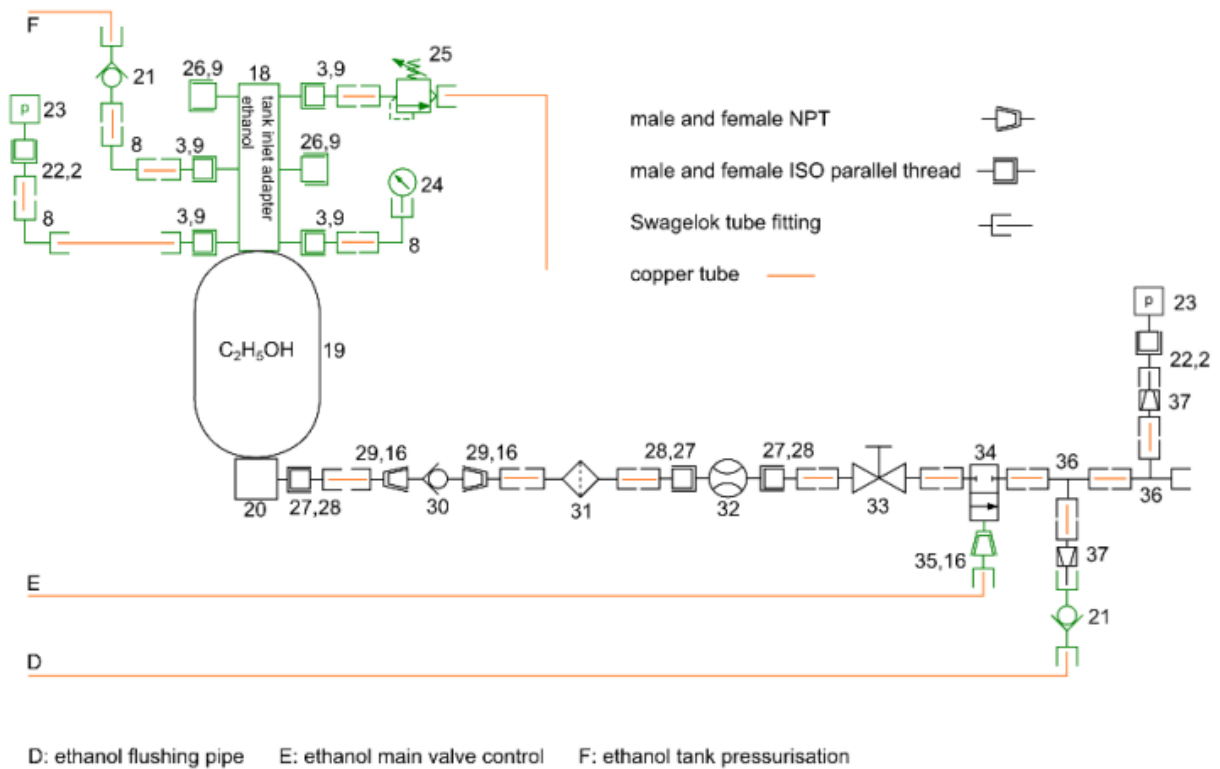 F
21
26,9
18
3,9
25
p
23
tank inlet adapter
ethanol
male and female NPT
8
3,9
26,9
22,2
male and female ISO parallel thread
24
8
3,9
3,9
8
Swagelok tube fitting
copper tube
p
23
C₂H₅OH
19
22,2
37
29,16
29,16
28,27
27,28
34
36
20
27,28
30
31
32
33
36
35,16
37
E
21
D
D: ethanol flushing pipe E: ethanol main valve control F: ethanol tank pressurisation